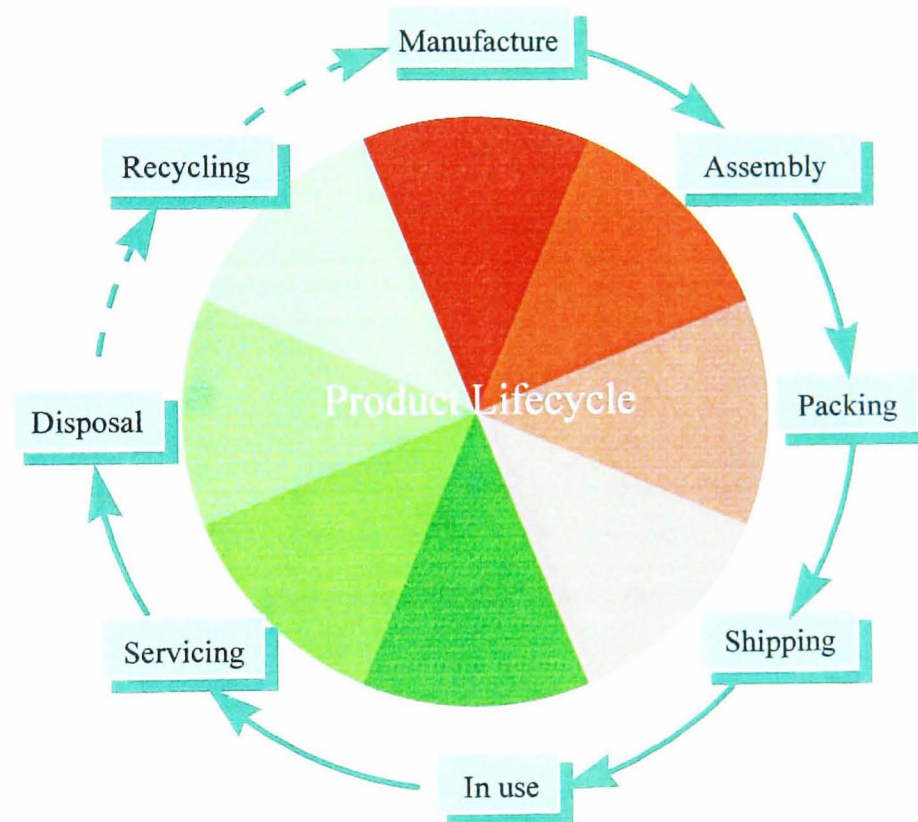 Manufacture
Assembly
Packing
Shipping
In use
Servicing
Disposal
Recycling
Product Lifecycle